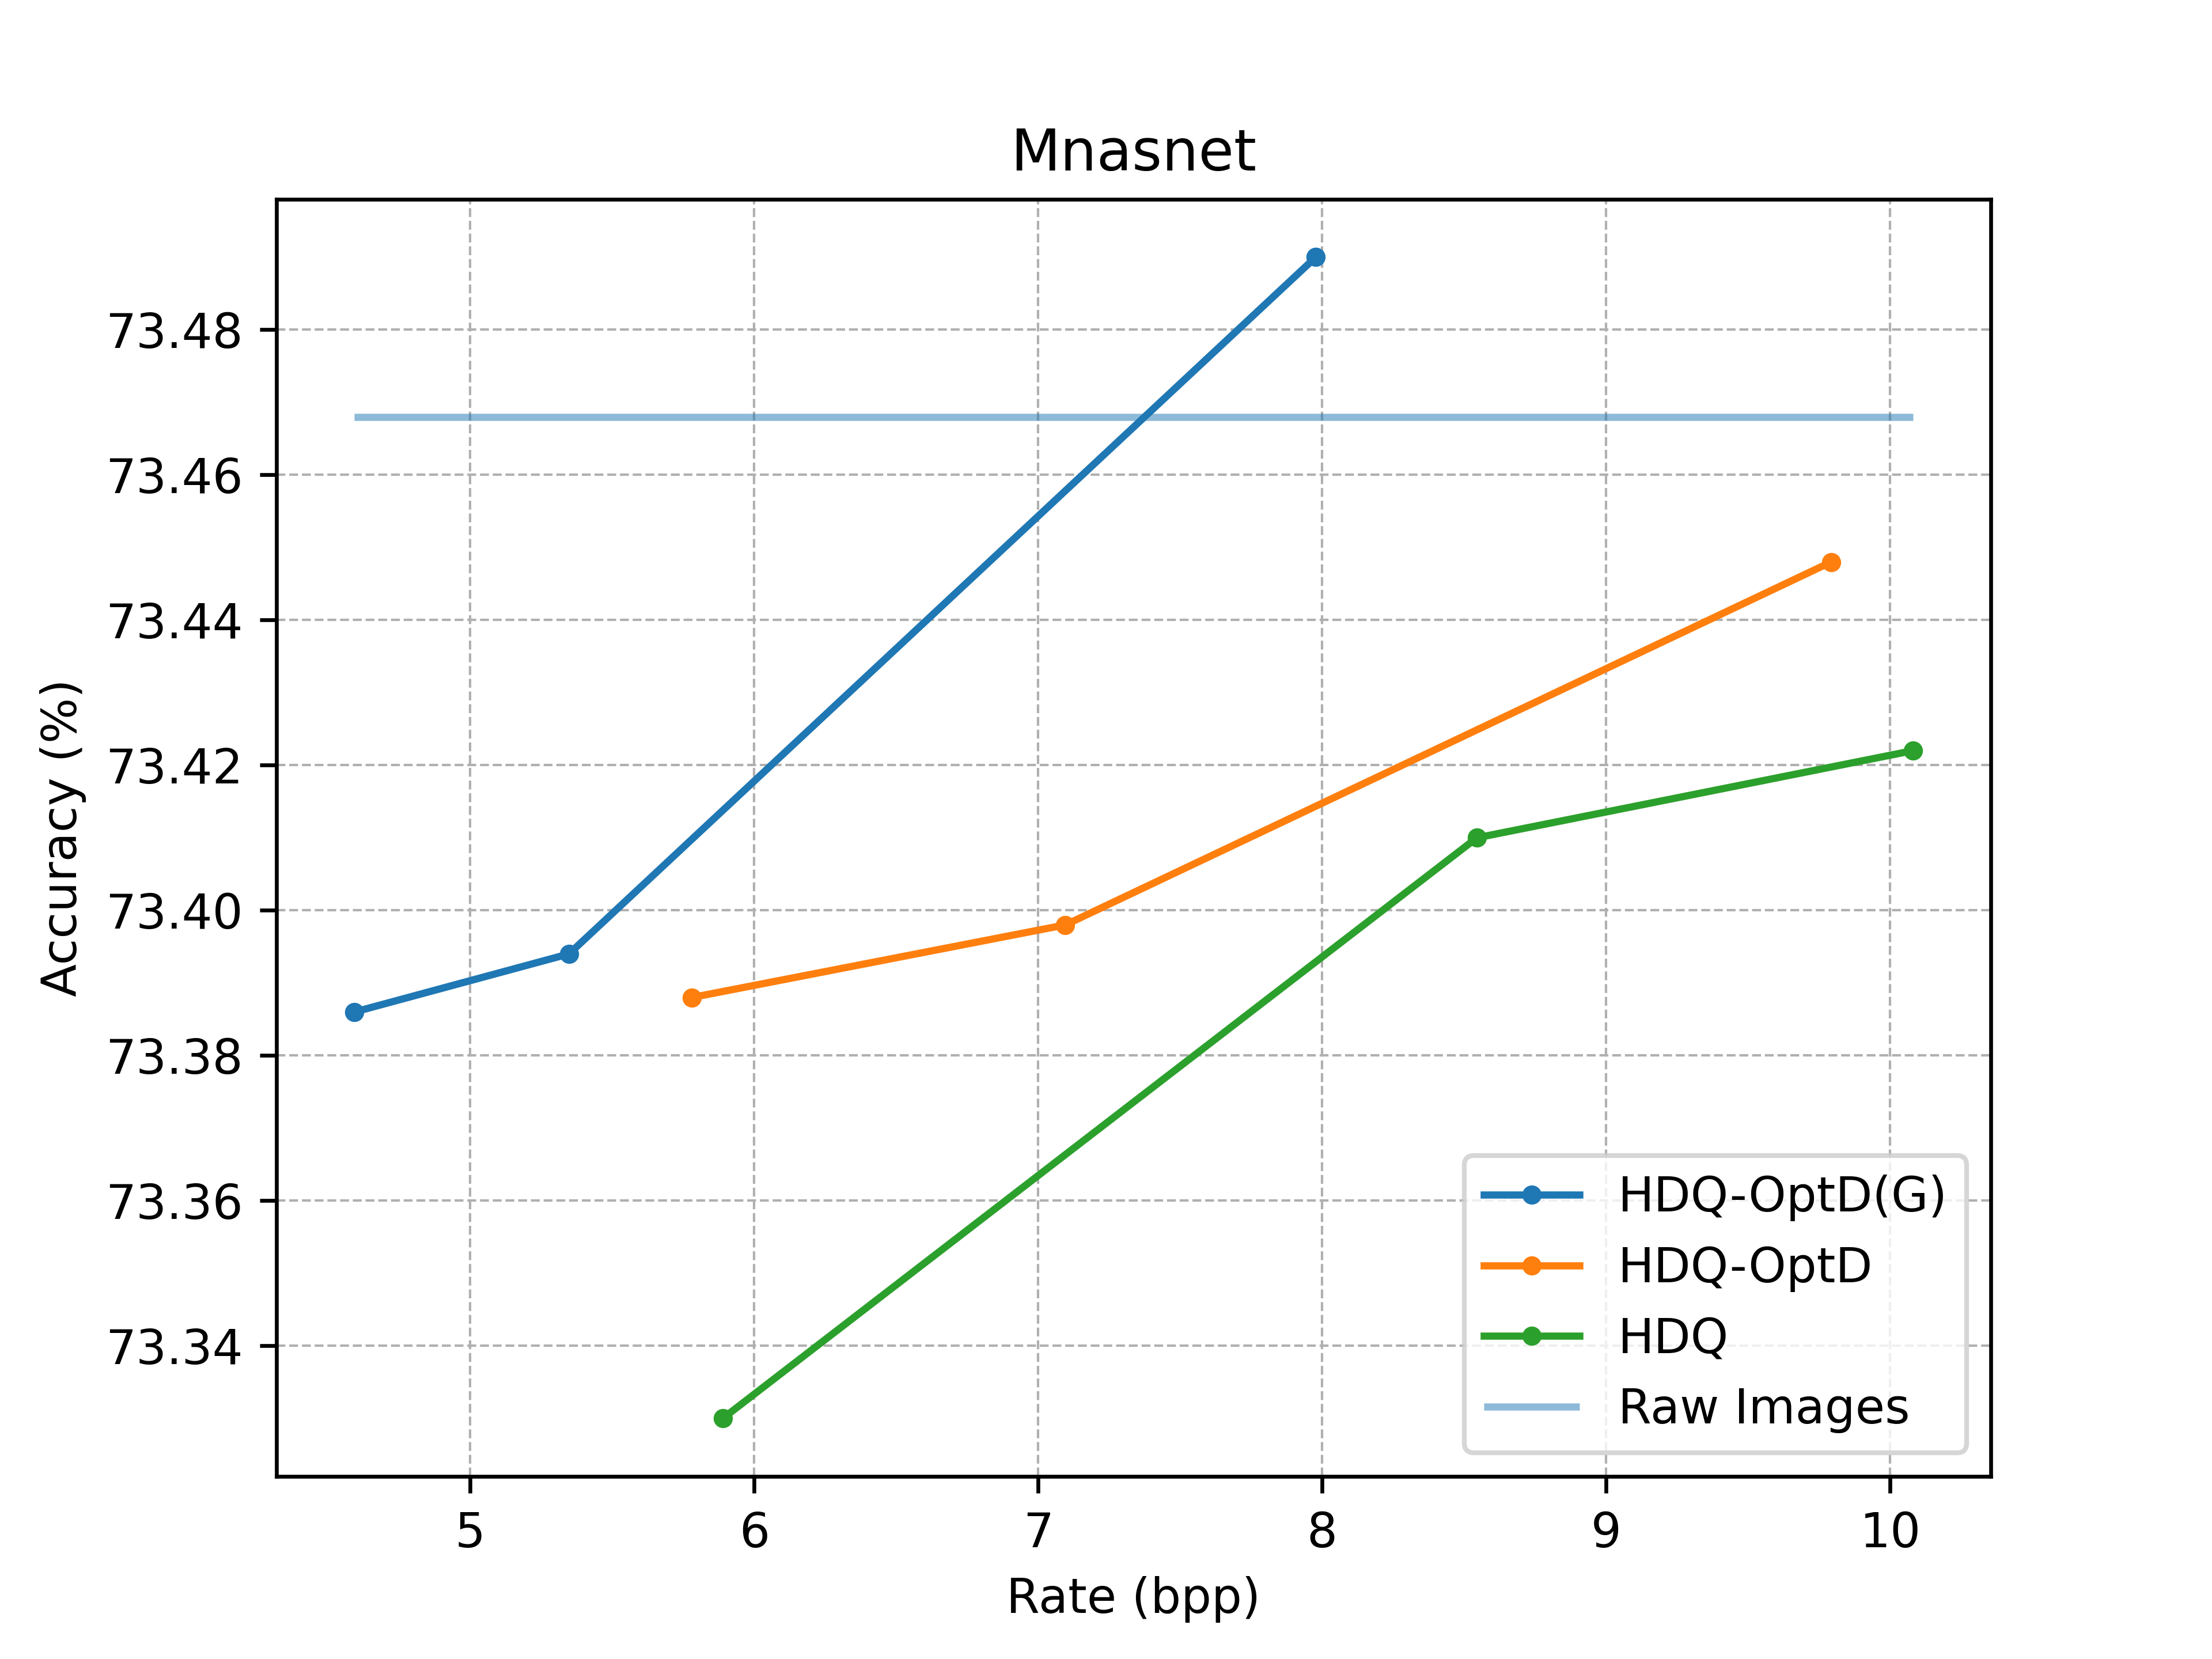 Mnasnet
73.48
73.46
73.44
73.42
73.40
73.38
73.36
73.34
Accuracy (%)
5 6 7 8 9 10
Rate (bpp)
HDQ-OptD(G)
HDQ-OptD
HDQ
Raw Images